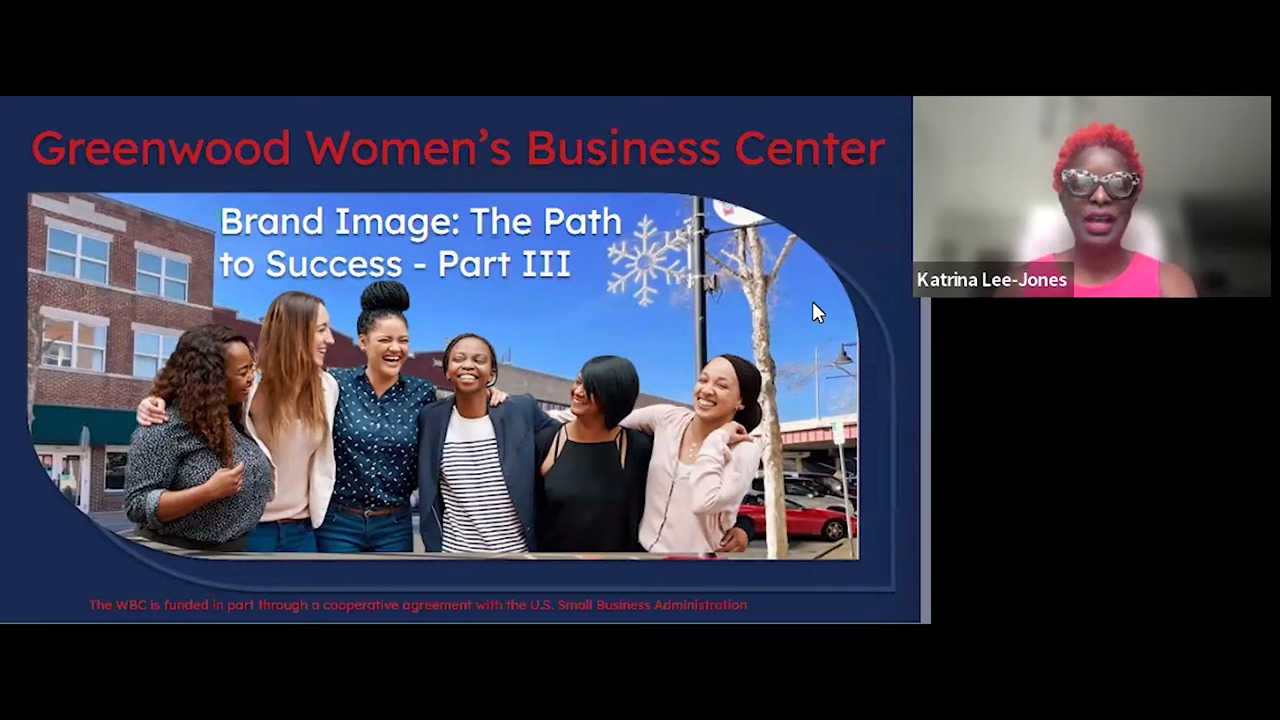 Greenwood Women's Business Center
Brand Image: The Path
to Success - Part III
Katrina Lee-Jones
The WBC is funded in part through a cooperative agreement with the U.S. Small Business Administration